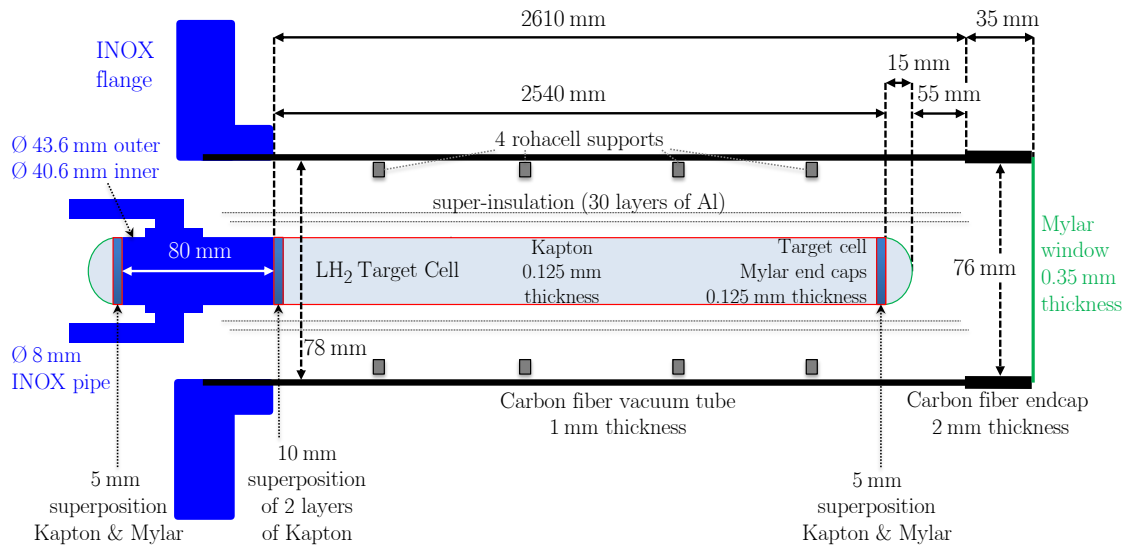 2610 mm
35 mm
INOX
flange
15 mm
2540 mm
55 mm
Ø 43.6 mm outer
Ø 40.6 mm inner
4 rohacell supports
super-insulation (30 layers of Al)
80 mm
LH₂ Target Cell
Kapton
0.125 mm
thickness
Target cell
Mylar end caps
0.125 mm thickness
76 mm
Mylar
window
0.35 mm
thickness
78 mm
Ø 8 mm
INOX pipe
Carbon fiber vacuum tube
1 mm thickness
Carbon fiber endcap
2 mm thickness
5 mm
superposition
Kapton & Mylar
10 mm
superposition
of 2 layers
of Kapton
5 mm
superposition
Kapton & Mylar